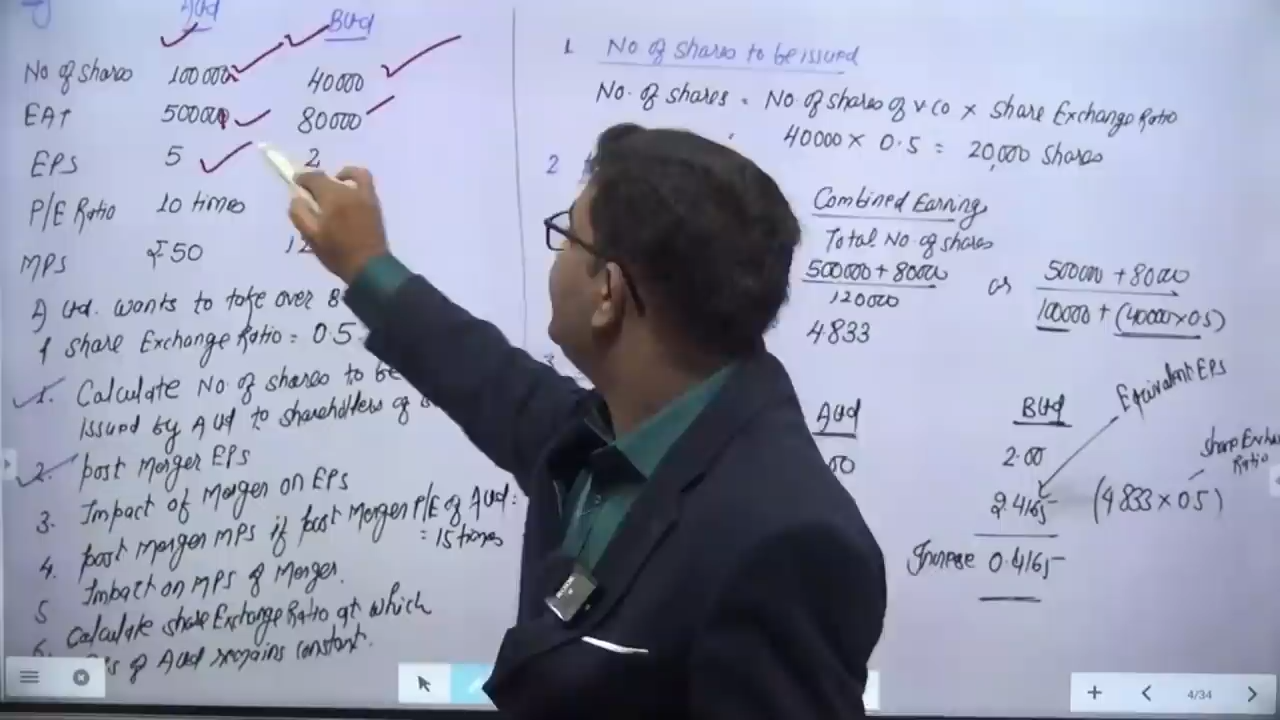 A Ltd B Ltd
No of shares 100000 40000
EAT 500000 80000
EPS 5 2
P/E Ratio 10 times
MPS ₹50 12
A Ltd. wants to take over B
f share Exchange Ratio = 0.5
1. Calculate No of shares to be
issued by A Ltd to shareholders of
2. post Merger EPS
3. Impact of Merger on EPS
4. post merger MPS if post Merger P/E of A Ltd.
= 15 times
5 Impact on MPS of Merger.
6. Calculate share Exchange Ratio at which
of A Ltd remains constant.
1. No of shares to be issued
No. of shares = No of shares of v co x share Exchange Ratio
40000 x 0.5 = 20,000 shares
2
Combined Earning
Total No. of shares
500000 + 80000
120000
or
500000 + 80000
100000 + (40000 x 0.5)
4.833
3
A Ltd B Ltd
00 2.00
2.4165 (4.833 x 0.5)
Increase 0.4165
Equivalent EPS
share Exchan
Ratio
4/34